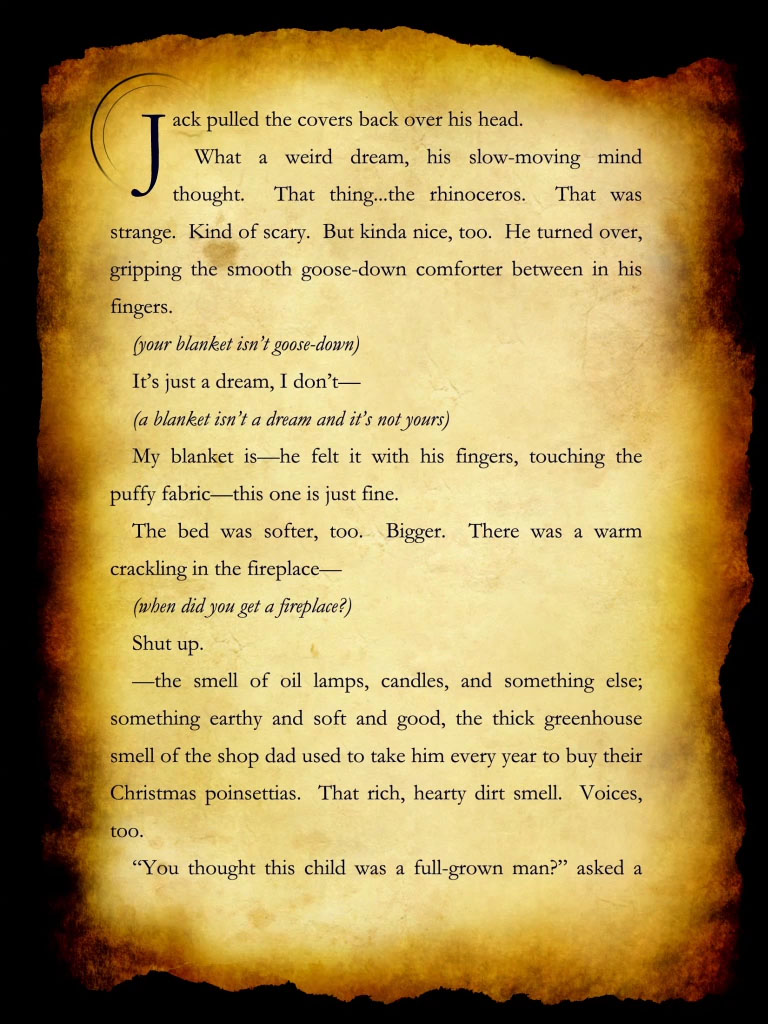 Jack pulled the covers back over his head.
What a weird dream, his slow-moving mind
thought. That thing...the rhinoceros. That was
strange. Kind of scary. But kinda nice, too. He turned over,
gripping the smooth goose-down comforter between in his
fingers.
(your blanket isn’t goose-down)
It’s just a dream, I don’t—
(a blanket isn’t a dream and it’s not yours)
My blanket is—he felt it with his fingers, touching the
puffy fabric—this one is just fine.
The bed was softer, too. Bigger. There was a warm
crackling in the fireplace—
(when did you get a fireplace?)
Shut up.
—the smell of oil lamps, candles, and something else;
something earthy and soft and good, the thick greenhouse
smell of the shop dad used to take him every year to buy their
Christmas poinsettias. That rich, hearty dirt smell. Voices,
too.
“You thought this child was a full-grown man?” asked a